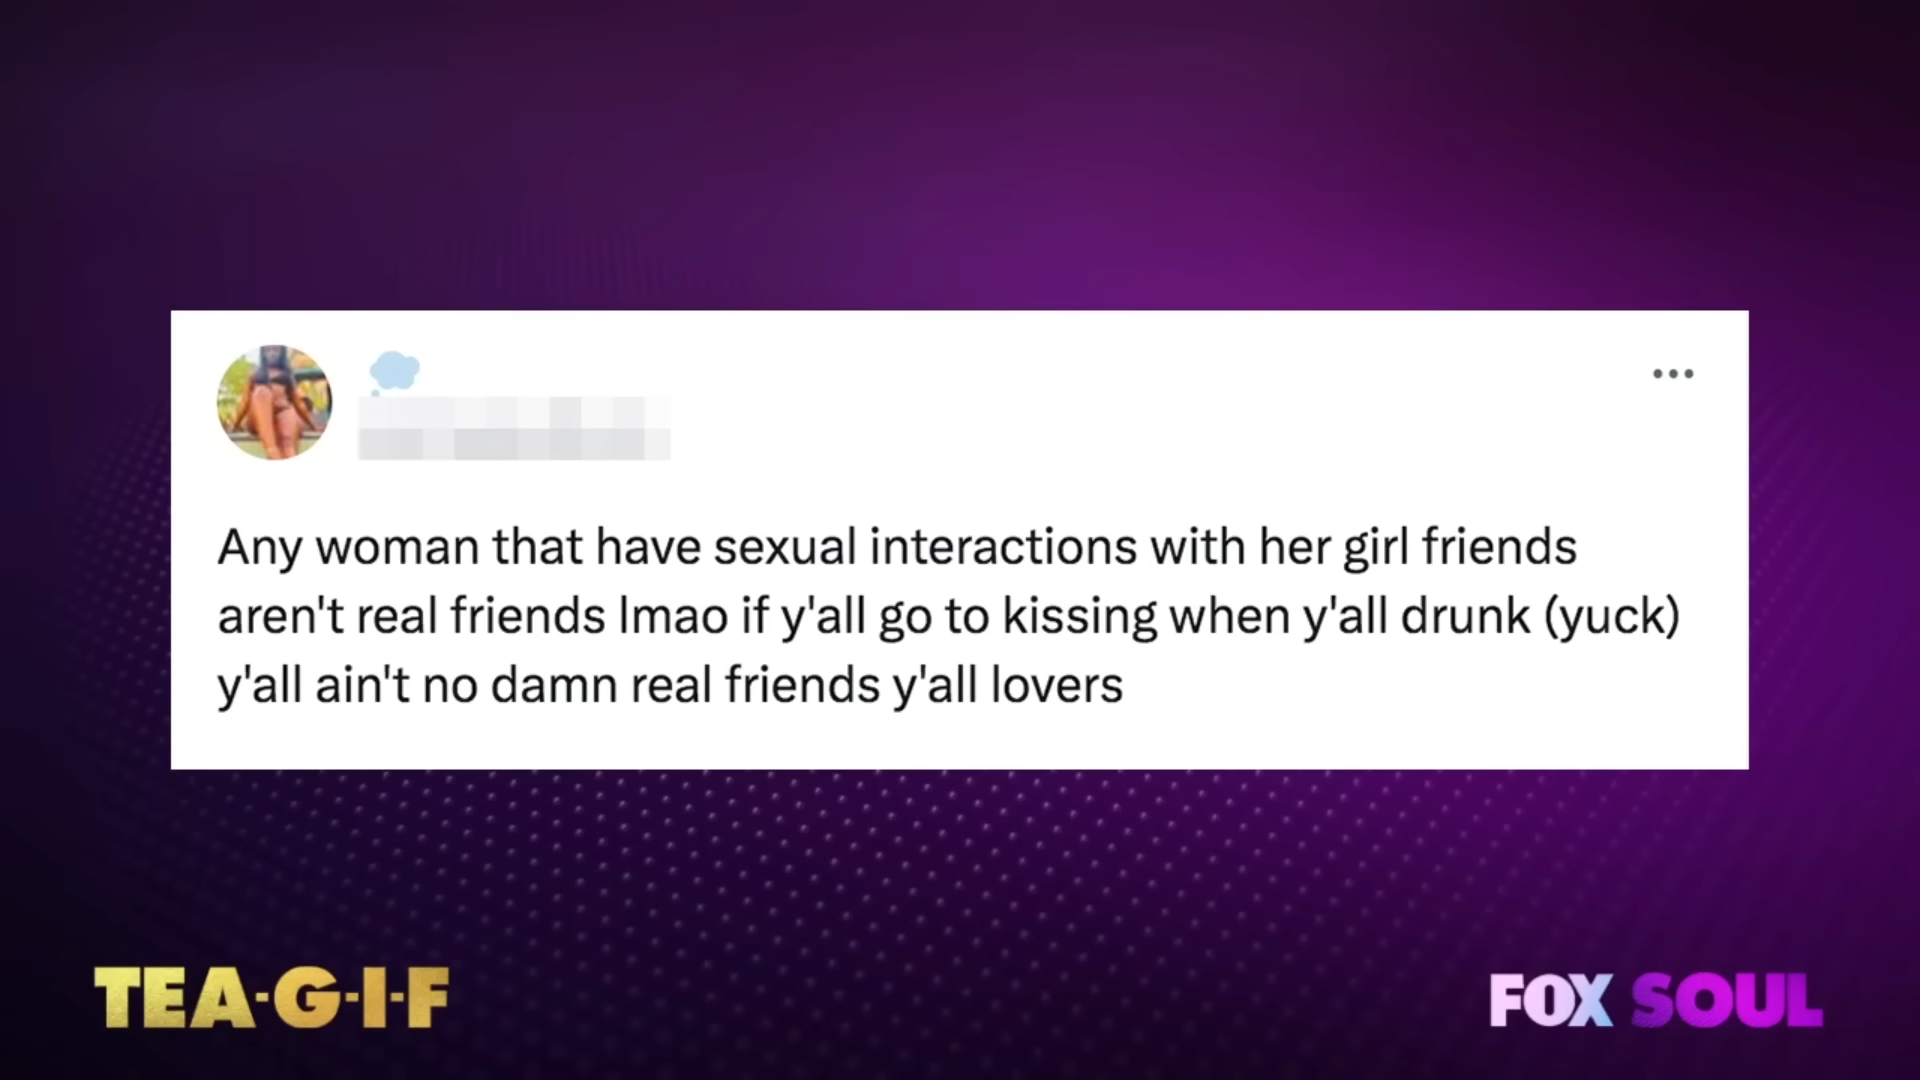 Any woman that have sexual interactions with her girl friends
aren't real friends lmao if y'all go to kissing when y'all drunk (yuck)
y'all ain't no damn real friends y'all lovers
TEA-G-I-F
FOX SOUL